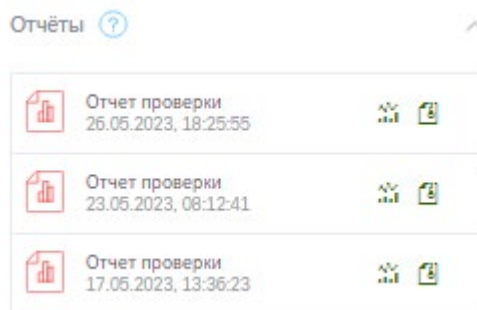 Отчёты ?
Отчет проверки
26.05.2023, 18:25:55
Отчет проверки
23.05.2023, 08:12:41
Отчет проверки
17.05.2023, 13:36:23